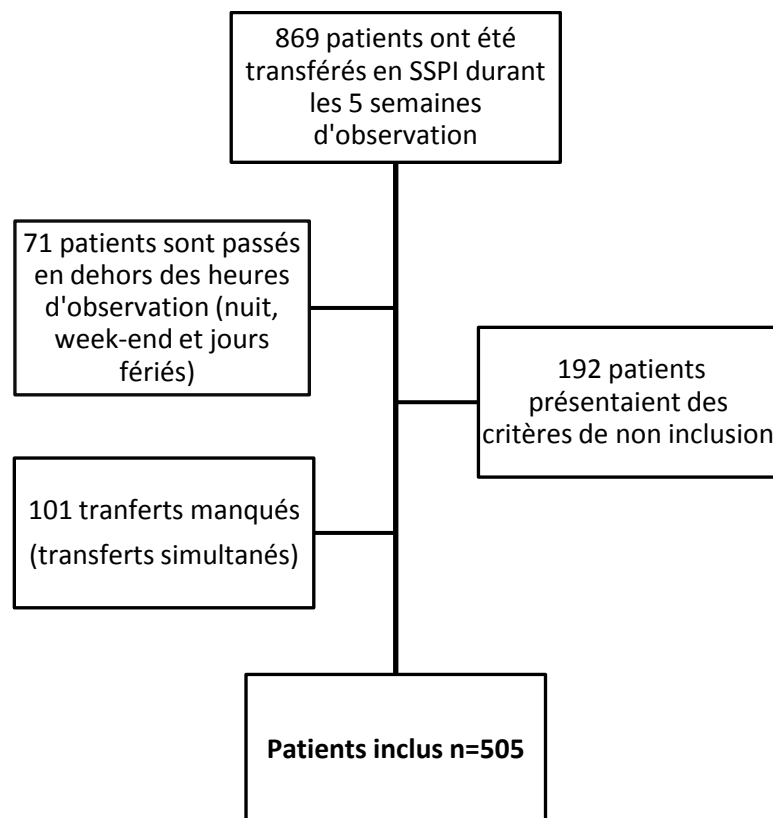 869 patients ont été
transférés en SSPI durant
les 5 semaines
d'observation
71 patients sont passés
en dehors des heures
d'observation (nuit,
week-end et jours
fériés)
192 patients
présentaient des
critères de non inclusion
101 tranferts manqués
(transferts simultanés)
Patients inclus n=505